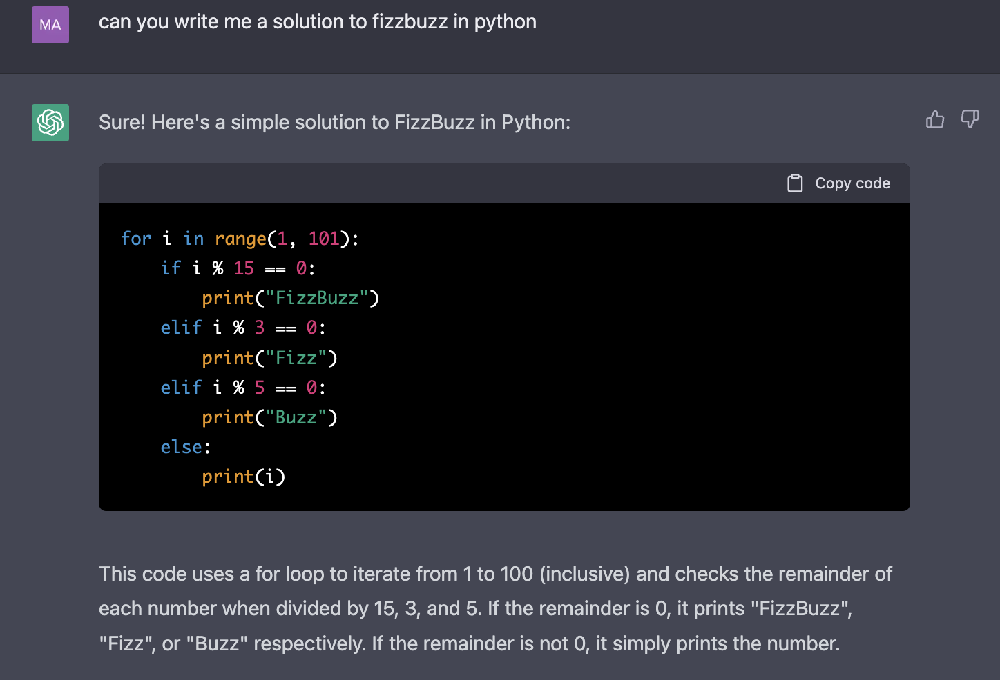 MA
can you write me a solution to fizzbuzz in python
Sure! Here's a simple solution to FizzBuzz in Python:
Copy code
for i in range(1, 101):
    if i % 15 == 0:
        print("FizzBuzz")
    elif i % 3 == 0:
        print("Fizz")
    elif i % 5 == 0:
        print("Buzz")
    else:
        print(i)
This code uses a for loop to iterate from 1 to 100 (inclusive) and checks the remainder of
each number when divided by 15, 3, and 5. If the remainder is 0, it prints "FizzBuzz",
"Fizz", or "Buzz" respectively. If the remainder is not 0, it simply prints the number.